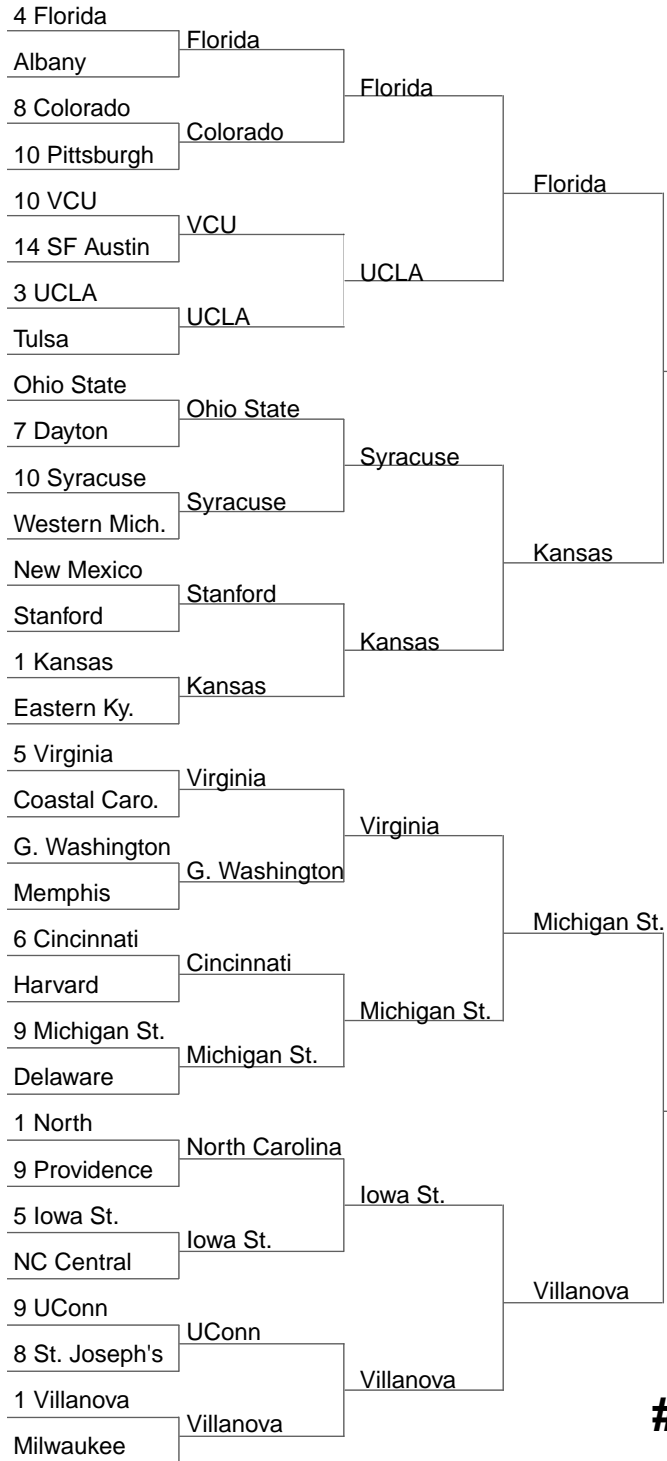 4 Florida
Albany
8 Colorado
10 Pittsburgh
10 VCU
14 SF Austin
3 UCLA
Tulsa
Ohio State
7 Dayton
10 Syracuse
Western Mich.
New Mexico
Stanford
1 Kansas
Eastern Ky.
5 Virginia
Coastal Caro.
G. Washington
Memphis
6 Cincinnati
Harvard
9 Michigan St.
Delaware
1 North
9 Providence
5 Iowa St.
NC Central
9 UConn
8 St. Joseph's
1 Villanova
Milwaukee
Florida
Colorado
VCU
UCLA
Ohio State
Syracuse
Stanford
Kansas
Virginia
G. Washington
Cincinnati
Michigan St.
North Carolina
Iowa St.
UConn
Villanova
Florida
UCLA
Syracuse
Kansas
Virginia
Michigan St.
Iowa St.
Villanova
Florida
Kansas
Michigan St.
Villanova
#